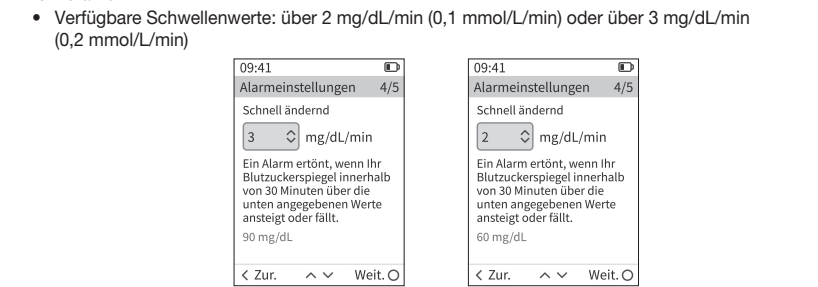 • Verfügbare Schwellenwerte: über 2 mg/dL/min (0,1 mmol/L/min) oder über 3 mg/dL/min
(0,2 mmol/L/min)
09:41
Alarmeinstellungen 4/5
Schnell ändernd
3 mg/dL/min
Ein Alarm ertönt, wenn Ihr
Blutzuckerspiegel innerhalb
von 30 Minuten über die
unten angegebenen Werte
ansteigt oder fällt.
90 mg/dL
< Zur. Weit.
09:41
Alarmeinstellungen 4/5
Schnell ändernd
2 mg/dL/min
Ein Alarm ertönt, wenn Ihr
Blutzuckerspiegel innerhalb
von 30 Minuten über die
unten angegebenen Werte
ansteigt oder fällt.
60 mg/dL
< Zur. Weit.